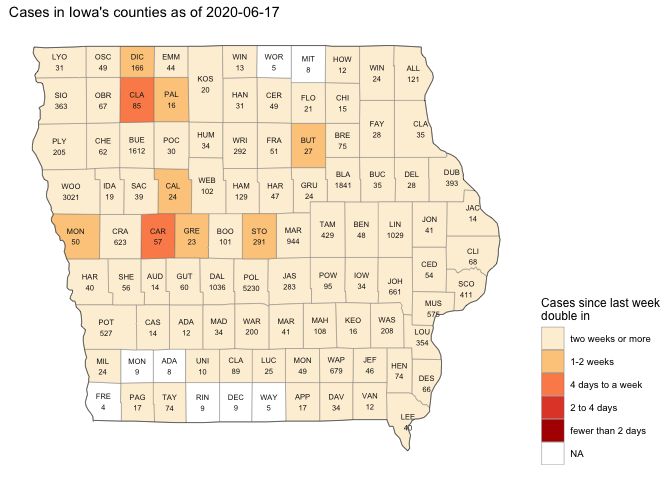 Cases in Iowa's counties as of 2020-06-17
LYO OSC DIC EMM WIN WOR MIT HOW WIN ALL
31 49 166 44 13 5 8 12 24 121
KOS
20
SIO OBR CLA PAL HAN CER FLO CHI
363 67 85 16 31 49 21 15
FAY CLA
28 35
PLY CHE BUE POC HUM WRI FRA BUT BRE
205 62 1612 30 34 292 51 27 75
BLA BUC DEL DUB
1841 35 28 393
WOO IDA SAC CAL WEB HAM HAR GRU
3021 19 39 24 102 129 47 24
JAC
14
MON CRA CAR GRE BOO STO MAR TAM BEN LIN JON
50 623 57 23 101 291 944 429 48 1029 41
CLI
68
CED
54
HAR SHE AUD GUT DAL POL JAS POW IOW JOH SCO
40 56 14 60 1036 5230 283 95 34 661 411
MUS
575
POT CAS ADA MAD WAR MAR MAH KEO WAS LOU
527 14 12 34 200 41 108 16 208 354
MIL MON ADA UNI CLA LUC MON WAP JEF HEN
24 9 8 10 89 25 49 679 46 74
DES
66
FRE PAG TAY RIN DEC WAY APP DAV VAN
4 17 74 9 9 5 17 34 12
LEE
40
Cases since last week
double in
two weeks or more
1-2 weeks
4 days to a week
2 to 4 days
fewer than 2 days
NA